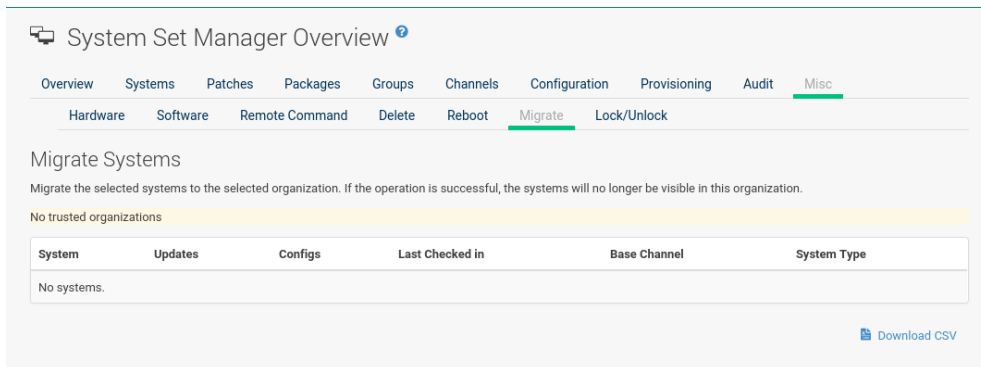 System Set Manager Overview ?
Overview Systems Patches Packages Groups Channels Configuration Provisioning Audit Misc
Hardware Software Remote Command Delete Reboot Migrate Lock/Unlock
Migrate Systems
Migrate the selected systems to the selected organization. If the operation is successful, the systems will no longer be visible in this organization.
No trusted organizations
System Updates Configs Last Checked in Base Channel System Type
No systems.
Download CSV